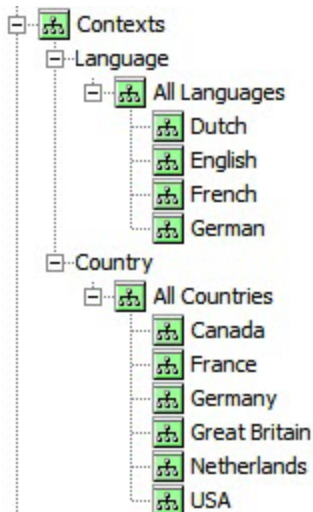 Contexts
Language
All Languages
Dutch
English
French
German
Country
All Countries
Canada
France
Germany
Great Britain
Netherlands
USA